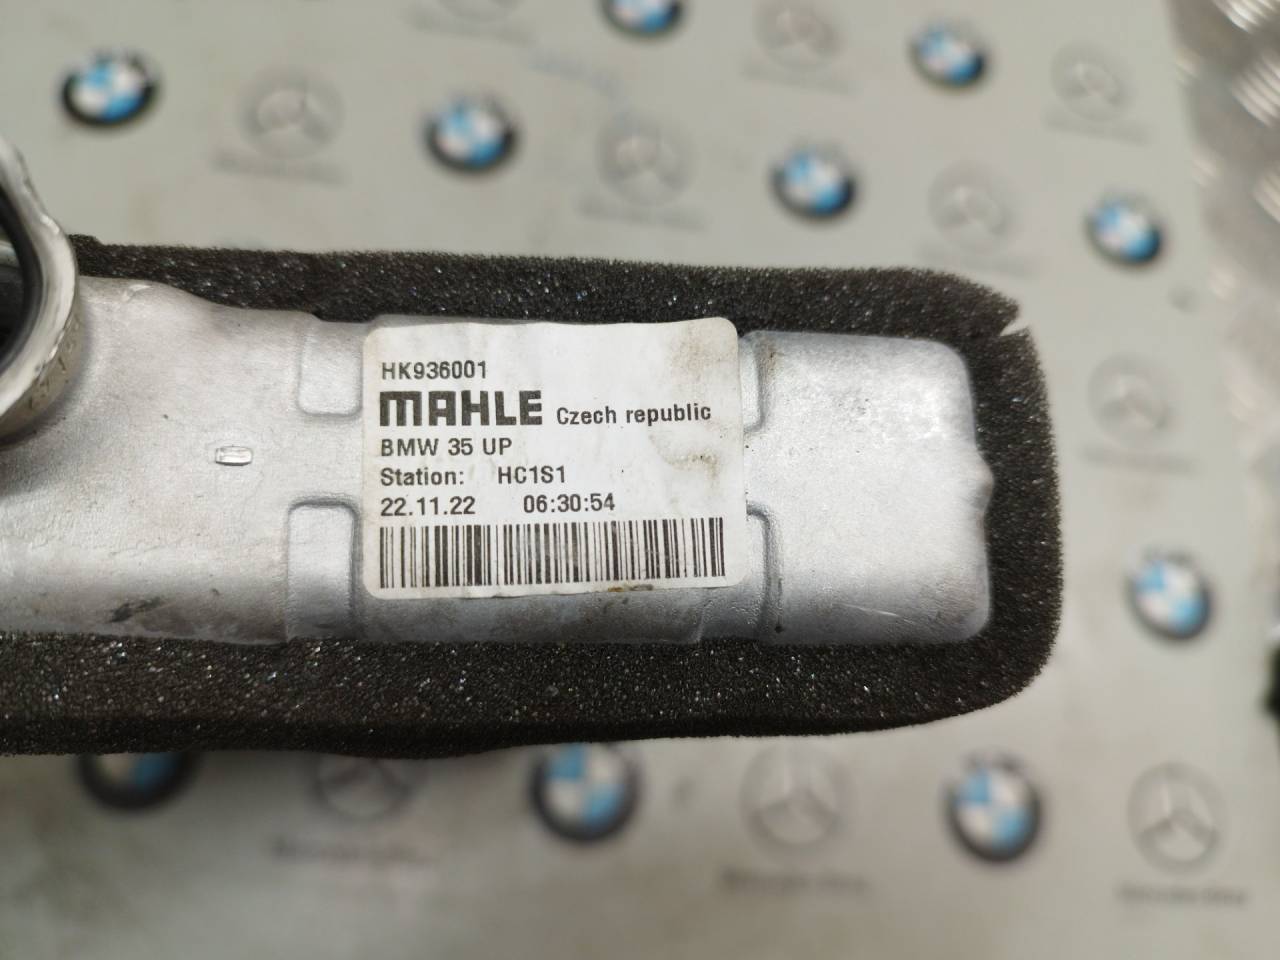 HK936001
MAHLE Czech republic
BMW 35 UP
Station: HC1S1
22.11.22 06:30:54